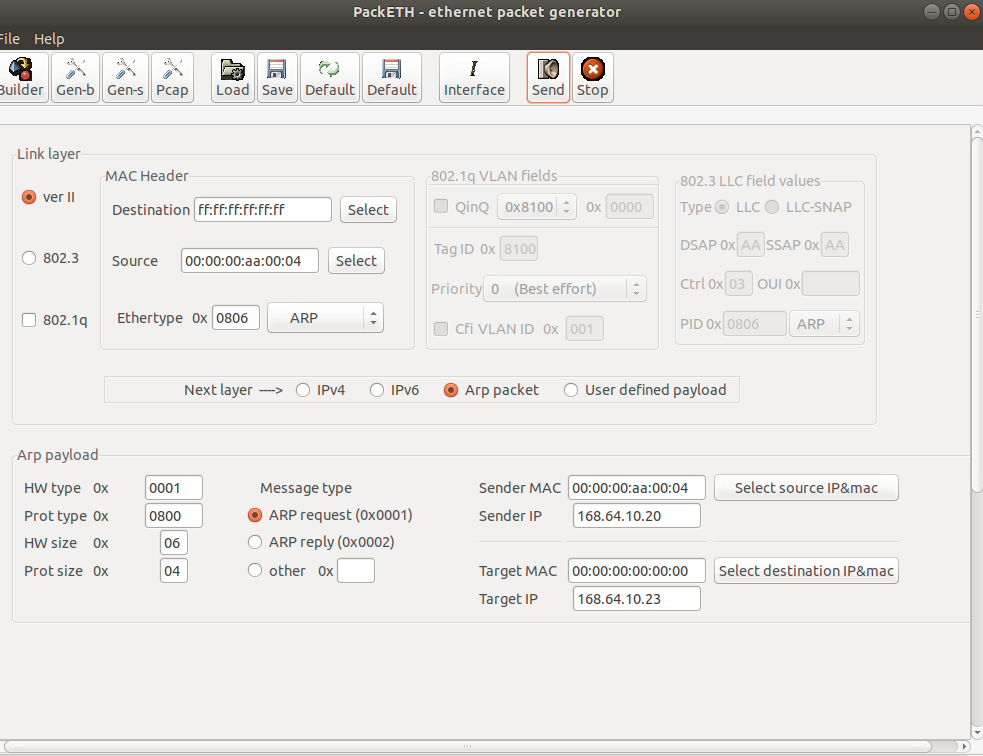 PackETH - ethernet packet generator
File Help
Builder Gen-b Gen-s Pcap Load Save Default Default Interface Send Stop
Link layer
MAC Header
802.1q VLAN fields
802.3 LLC field values
ver II
802.3
802.1q
Destination ff:ff:ff:ff:ff:ff Select
Source 00:00:00:aa:00:04 Select
Ethertype 0x 0806 ARP
QinQ 0x8100 0x 0000
Tag ID 0x 8100
Priority 0 (Best effort)
Cfi VLAN ID 0x 001
Type LLC LLC-SNAP
DSAP 0x AA SSAP 0x AA
Ctrl 0x 03 OUI 0x
PID 0x 0806 ARP
Next layer ----> IPv4 IPv6 Arp packet User defined payload
Arp payload
HW type 0x 0001
Prot type 0x 0800
HW size 0x 06
Prot size 0x 04
Message type
ARP request (0x0001)
ARP reply (0x0002)
other 0x
Sender MAC 00:00:00:aa:00:04 Select source IP&mac
Sender IP 168.64.10.20
Target MAC 00:00:00:00:00:00 Select destination IP&mac
Target IP 168.64.10.23